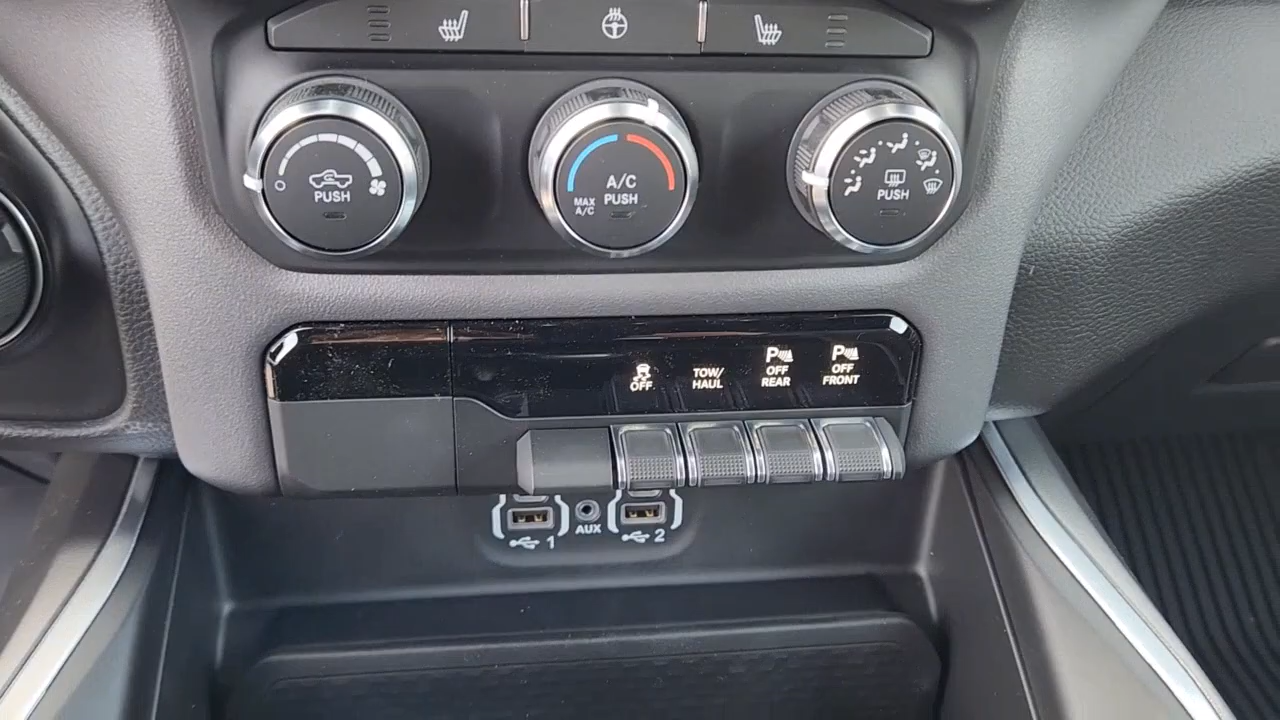 PUSH
A/C
PUSH
MAX
A/C
PUSH
OFF
TOW/
HAUL
P
OFF
REAR
P
OFF
FRONT
1
AUX
2